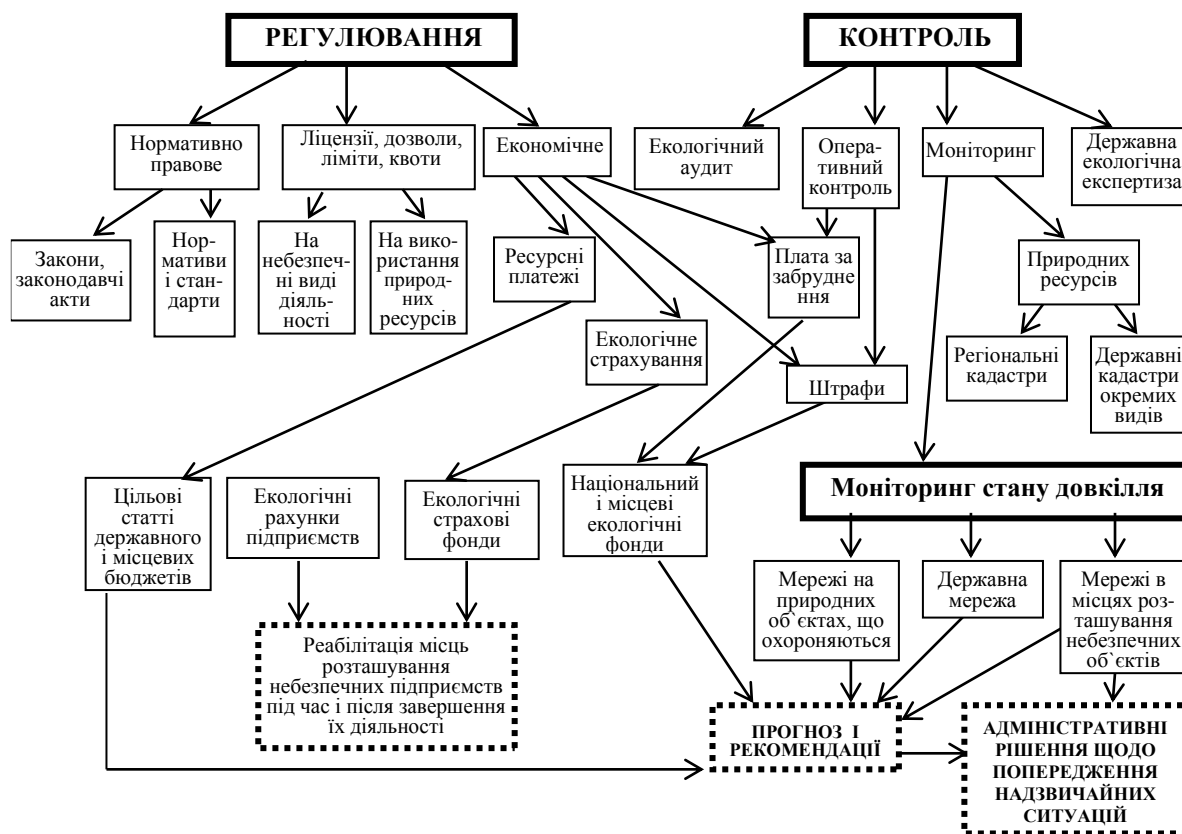 РЕГУЛЮВАННЯ
КОНТРОЛЬ
Нормативно
правове
Ліцензії, дозволи,
ліміти, квоти
Економічне
Екологічний
аудит
Опера-
тивний
контроль
Моніторинг
Державна
екологічна
експертиза
Закони,
законодавчі
акти
Нор-
мативи
і стан-
дарти
На
небезпеч-
ні виді
діяль-
ності
На вико-
ристання
природ-
них
ресурсів
Ресурсні
платежі
Плата за
забрудне
ння
Природних
ресурсів
Екологічне
страхування
Штрафи
Регіональні
кадастри
Державні
кадастри
окремих
видів
Цільові
статті
державного
і місцевих
бюджетів
Екологічні
рахунки
підприємств
Екологічні
страхові
фонди
Національний
і місцеві
екологічні
фонди
Моніторинг стану довкілля
Мережі на
природних
об`єктах, що
охороняються
Державна
мережа
Мережі в
місцях роз-
ташування
небезпечних
об`єктів
Реабілітація місць
розташування
небезпечних підприємств
під час і після завершення
їх діяльності
ПРОГНОЗ І
РЕКОМЕНДАЦІЇ
АДМІНІСТРАТИВНІ
РІШЕННЯ ЩОДО
ПОПЕРЕДЖЕННЯ
НАДЗВИЧАЙНИХ
СИТУАЦІЙ